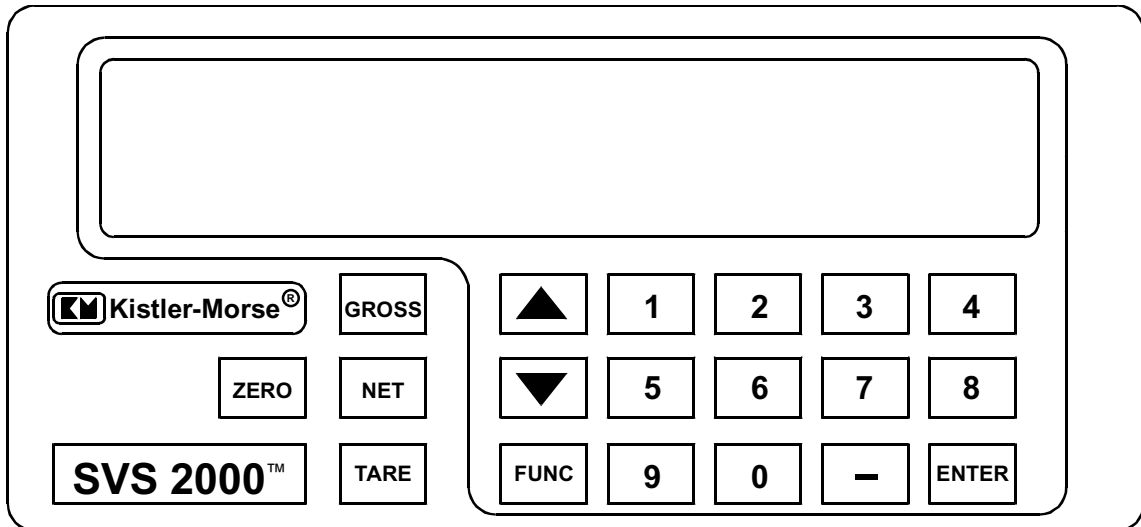 KM Kistler-Morse®
GROSS
▲ 1 2 3 4
ZERO NET
▼ 5 6 7 8
SVS 2000™
TARE
FUNC 9 0 – ENTER